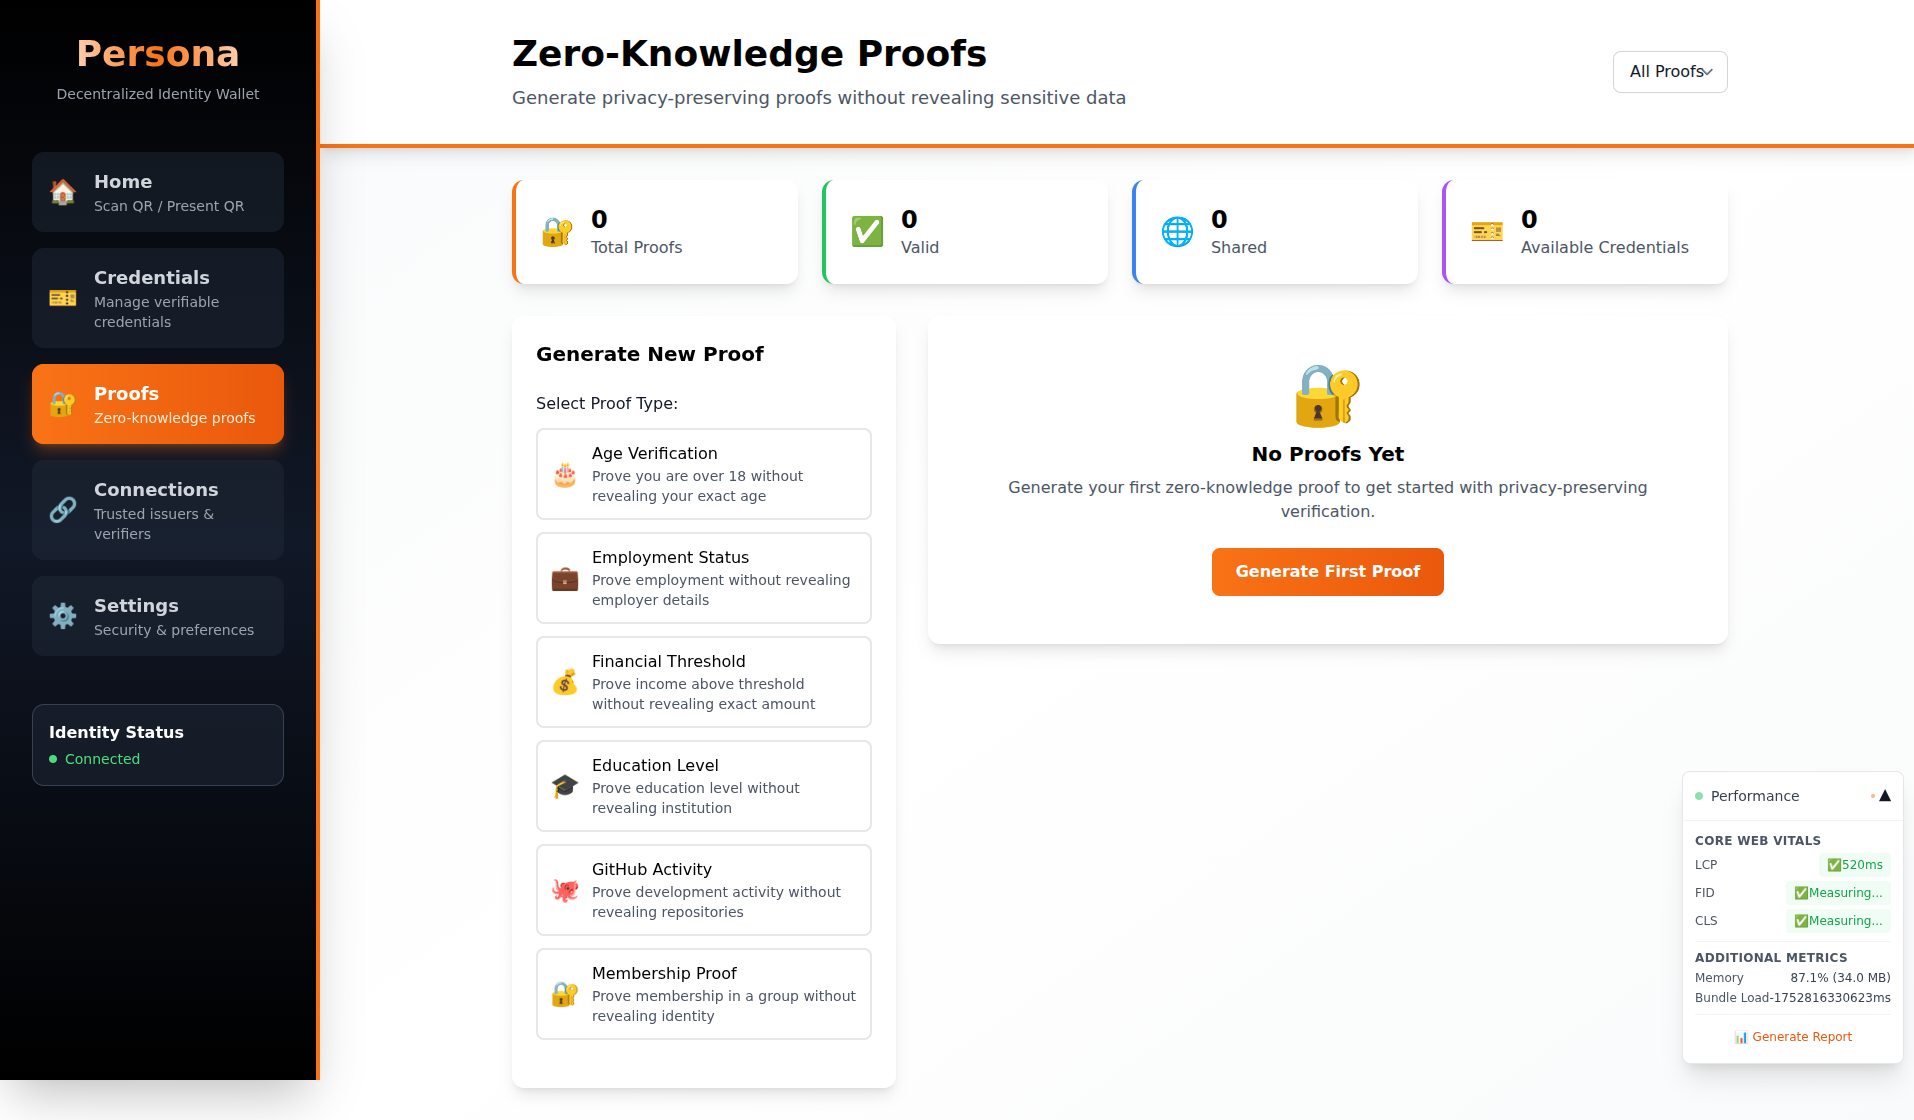 Persona
Decentralized Identity Wallet
Home
Scan QR / Present QR
Credentials
Manage verifiable
credentials
Proofs
Zero-knowledge proofs
Connections
Trusted issuers &
verifiers
Settings
Security & preferences
Identity Status
Connected
Zero-Knowledge Proofs
Generate privacy-preserving proofs without revealing sensitive data
All Proofs
0
Total Proofs
0
Valid
0
Shared
0
Available Credentials
Generate New Proof
Select Proof Type:
Age Verification
Prove you are over 18 without
revealing your exact age
Employment Status
Prove employment without revealing
employer details
Financial Threshold
Prove income above threshold
without revealing exact amount
Education Level
Prove education level without
revealing institution
GitHub Activity
Prove development activity without
revealing repositories
Membership Proof
Prove membership in a group without
revealing identity
No Proofs Yet
Generate your first zero-knowledge proof to get started with privacy-preserving
verification.
Generate First Proof
Performance
CORE WEB VITALS
LCP ✅520ms
FID ✅Measuring...
CLS ✅Measuring...
ADDITIONAL METRICS
Memory 87.1% (34.0 MB)
Bundle Load-1752816330623ms
📊 Generate Report